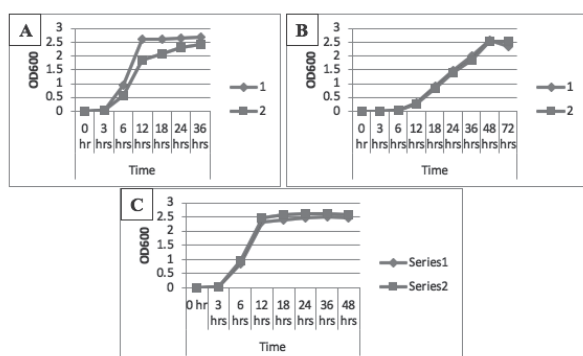 A
3
2.5
2
1.5
1
0.5
0
OD600
0 3 6 12 18 24 36
hr hrs hrs hrs hrs hrs hrs
Time
1
2
B
3
2.5
2
1.5
1
0.5
0
OD600
0 3 6 12 18 24 36 48 72
hr hrs hrs hrs hrs hrs hrs hrs hrs
Time
1
2
C
3
2.5
2
1.5
1
0.5
0
OD600
0 hr 3 6 12 18 24 36 48
hrs hrs hrs hrs hrs hrs hrs
Time
Series1
Series2